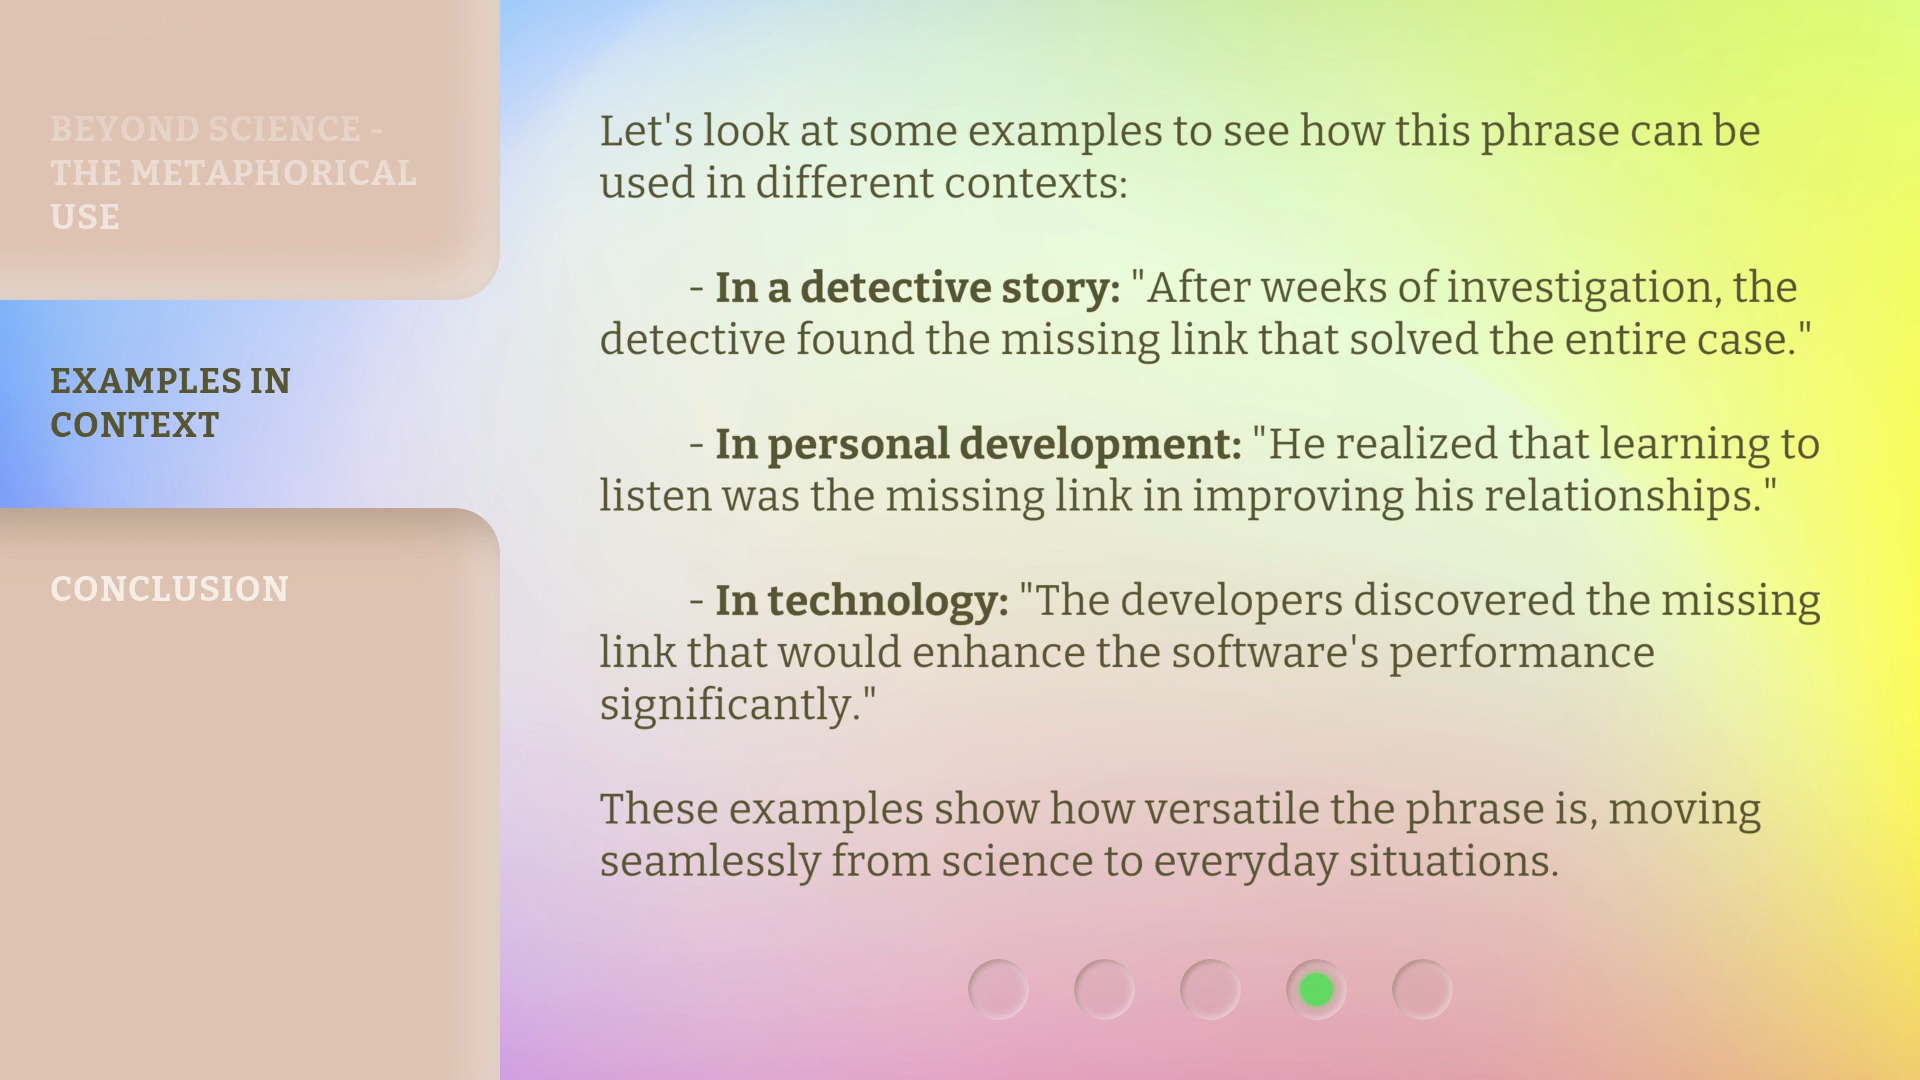 BEYOND SCIENCE -
THE METAPHORICAL
USE
EXAMPLES IN
CONTEXT
CONCLUSION
Let's look at some examples to see how this phrase can be
used in different contexts:
- In a detective story: "After weeks of investigation, the
detective found the missing link that solved the entire case."
- In personal development: "He realized that learning to
listen was the missing link in improving his relationships."
- In technology: "The developers discovered the missing
link that would enhance the software's performance
significantly."
These examples show how versatile the phrase is, moving
seamlessly from science to everyday situations.